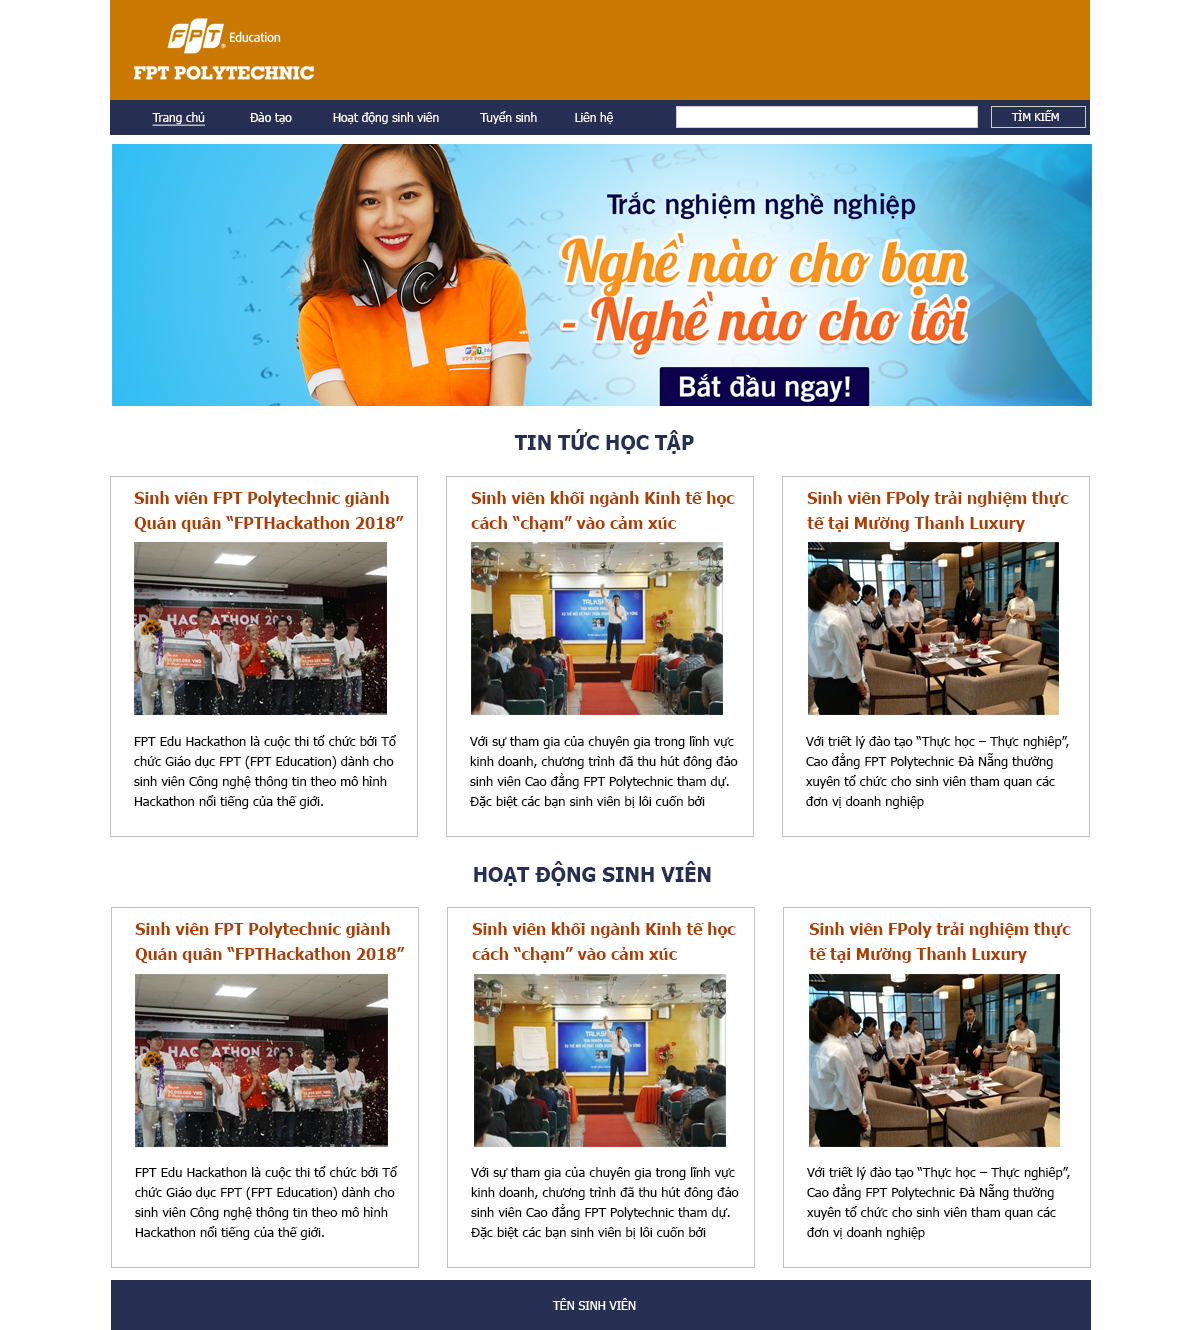 FPT Education
FPT POLYTECHNIC
Trang chủ Đào tạo Hoạt động sinh viên Tuyển sinh Liên hệ TÌM KIẾM
Test
Trắc nghiệm nghề nghiệp
Nghề nào cho bạn
- Nghề nào cho tôi
Bắt đầu ngay!
TIN TỨC HỌC TẬP
Sinh viên FPT Polytechnic giành
Quán quân “FPTHackathon 2018”
HACKATHON 2018
FPT Edu Hackathon là cuộc thi tổ chức bởi Tổ
chức Giáo dục FPT (FPT Education) dành cho
sinh viên Công nghệ thông tin theo mô hình
Hackathon nổi tiếng của thế giới.
Sinh viên khối ngành Kinh tế học
cách “chạm” vào cảm xúc
Với sự tham gia của chuyên gia trong lĩnh vực
kinh doanh, chương trình đã thu hút đông đảo
sinh viên Cao đẳng FPT Polytechnic tham dự.
Đặc biệt các bạn sinh viên bị lôi cuốn bởi
Sinh viên FPoly trải nghiệm thực
tế tại Mường Thanh Luxury
Với triết lý đào tạo “Thực học – Thực nghiệp”,
Cao đẳng FPT Polytechnic Đà Nẵng thường
xuyên tổ chức cho sinh viên tham quan các
đơn vị doanh nghiệp
HOẠT ĐỘNG SINH VIÊN
Sinh viên FPT Polytechnic giành
Quán quân “FPTHackathon 2018”
HACKATHON 2018
FPT Edu Hackathon là cuộc thi tổ chức bởi Tổ
chức Giáo dục FPT (FPT Education) dành cho
sinh viên Công nghệ thông tin theo mô hình
Hackathon nổi tiếng của thế giới.
Sinh viên khối ngành Kinh tế học
cách “chạm” vào cảm xúc
Với sự tham gia của chuyên gia trong lĩnh vực
kinh doanh, chương trình đã thu hút đông đảo
sinh viên Cao đẳng FPT Polytechnic tham dự.
Đặc biệt các bạn sinh viên bị lôi cuốn bởi
Sinh viên FPoly trải nghiệm thực
tế tại Mường Thanh Luxury
Với triết lý đào tạo “Thực học – Thực nghiệp”,
Cao đẳng FPT Polytechnic Đà Nẵng thường
xuyên tổ chức cho sinh viên tham quan các
đơn vị doanh nghiệp
TÊN SINH VIÊN